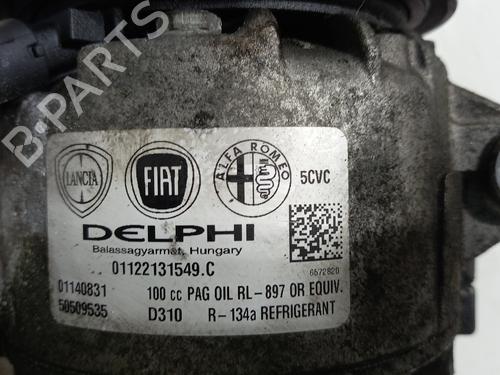 B-PARTS
LANCIA
FIAT
ALFA ROMEO
5CVC
DELPHI
Balassagyarmat, Hungary
01122131549.C
6572820
01140831
100 cc PAG OIL RL-897 OR EQUIV.
50509535
D310
R-134a REFRIGERANT